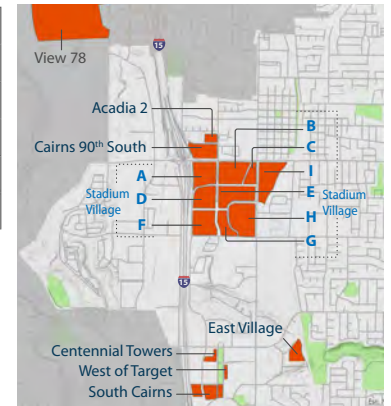 15
View 78
Acadia 2
Cairns 90th South
B
C
A
I
Stadium
Village
D
E
Stadium
Village
F
H
G
15
East Village
Centennial Towers
West of Target
South Cairns